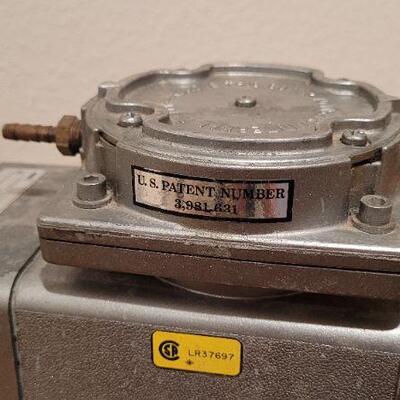 U.S. PATENT NUMBER
3,981,631
LR37697